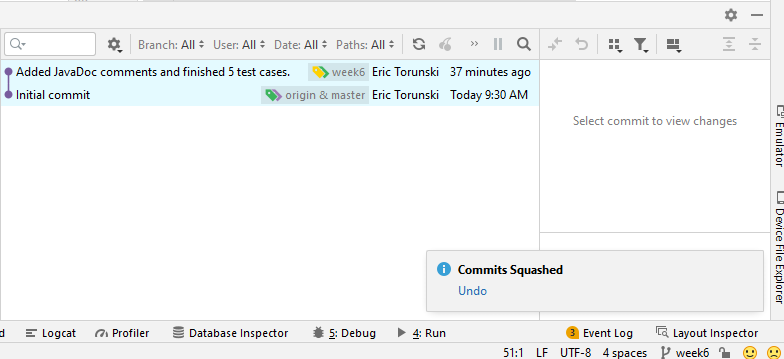 Branch: All User: All Date: All Paths: All
Added JavaDoc comments and finished 5 test cases. week6 Eric Torunski 37 minutes ago
Initial commit origin & master Eric Torunski Today 9:30 AM
Select commit to view changes
Emulator
Device File Explorer
Commits Squashed
Undo
d Logcat Profiler Database Inspector 5: Debug 4: Run 3 Event Log Layout Inspector
51:1 LF UTF-8 4 spaces week6